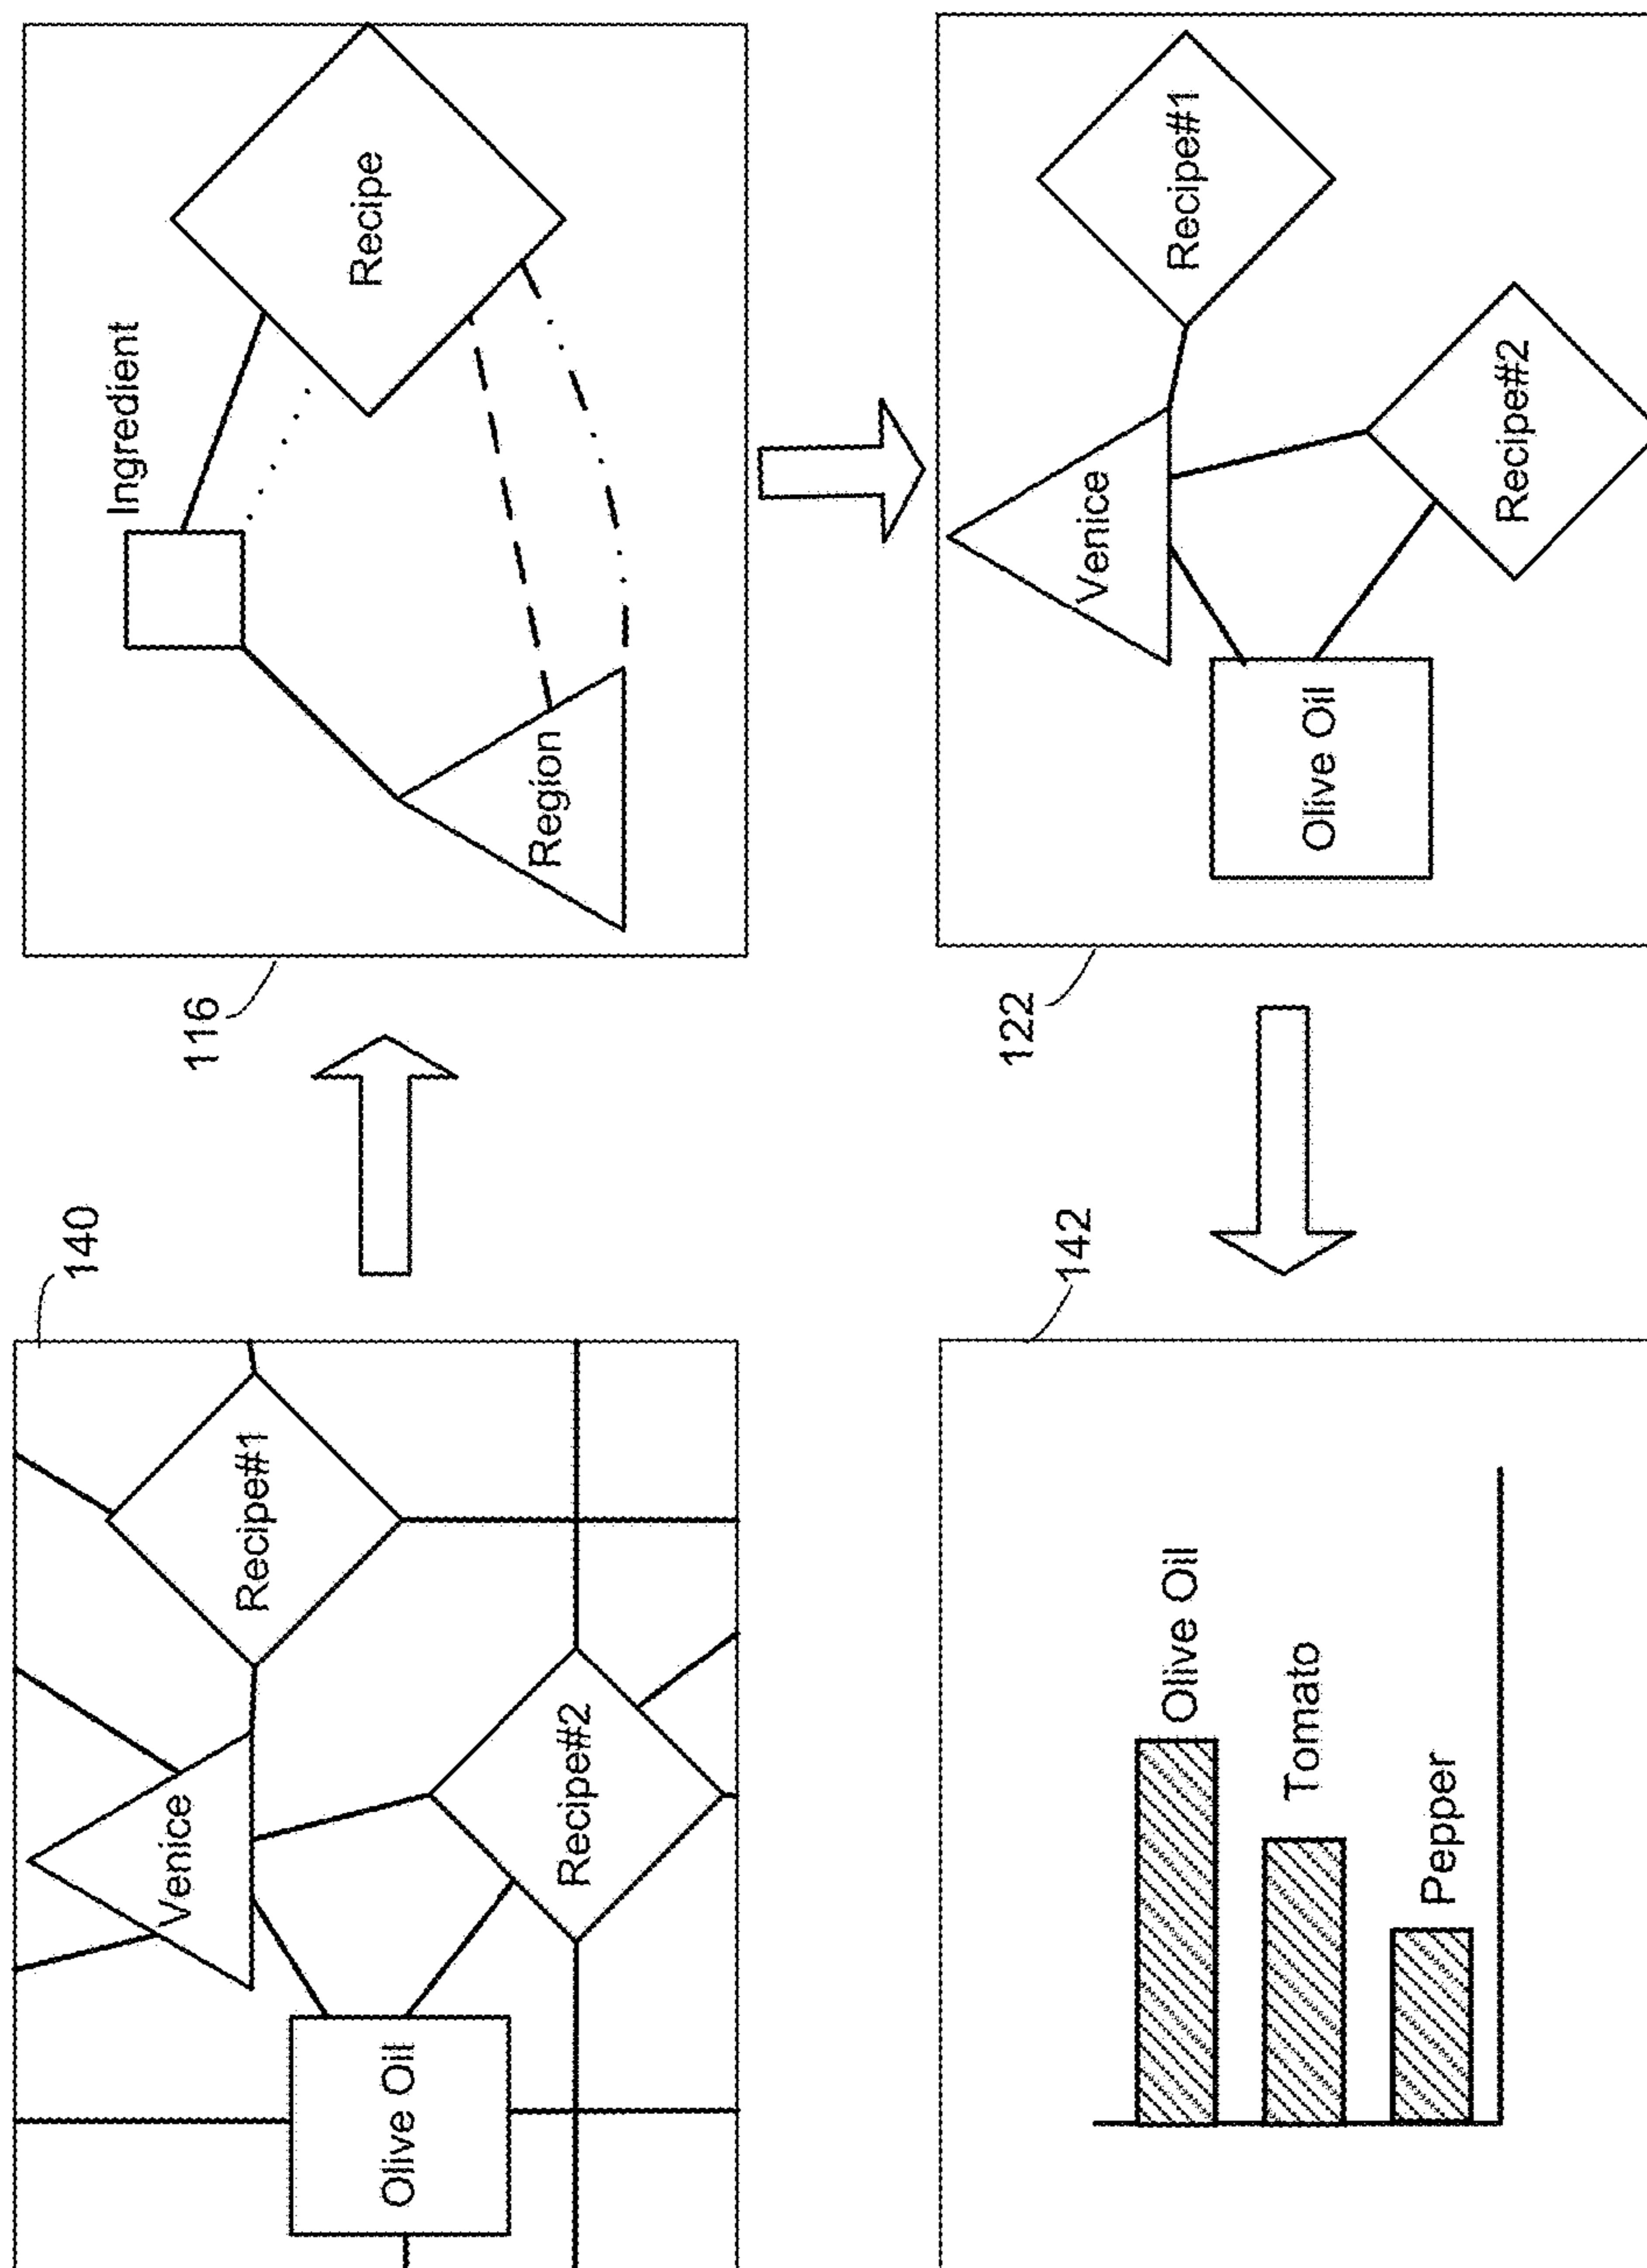 140
Venice
Recipe#1
Olive Oil
Recipe#2
116
Ingredient
Region
Recipe
142
Olive Oil
Tomato
Pepper
122
Venice
Recipe#1
Olive Oil
Recipe#2